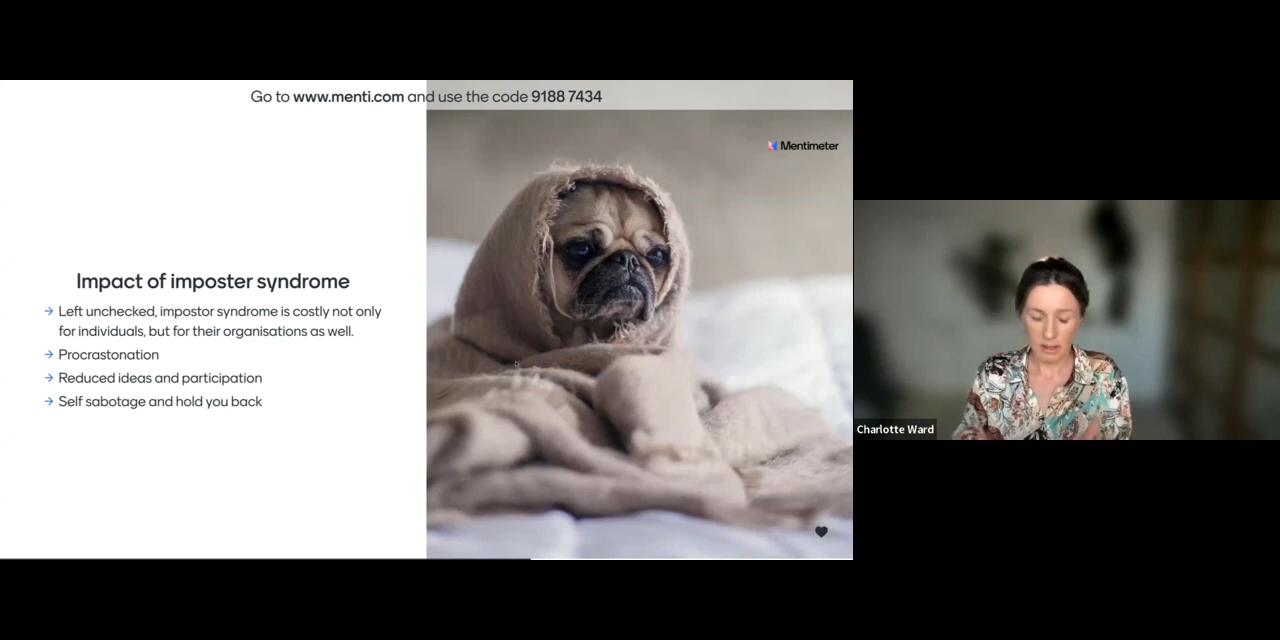 Go to www.menti.com and use the code 9188 7434
Mentimeter
Impact of imposter syndrome
→ Left unchecked, impostor syndrome is costly not only
for individuals, but for their organisations as well.
→ Procrastonation
→ Reduced ideas and participation
→ Self sabotage and hold you back
Charlotte Ward